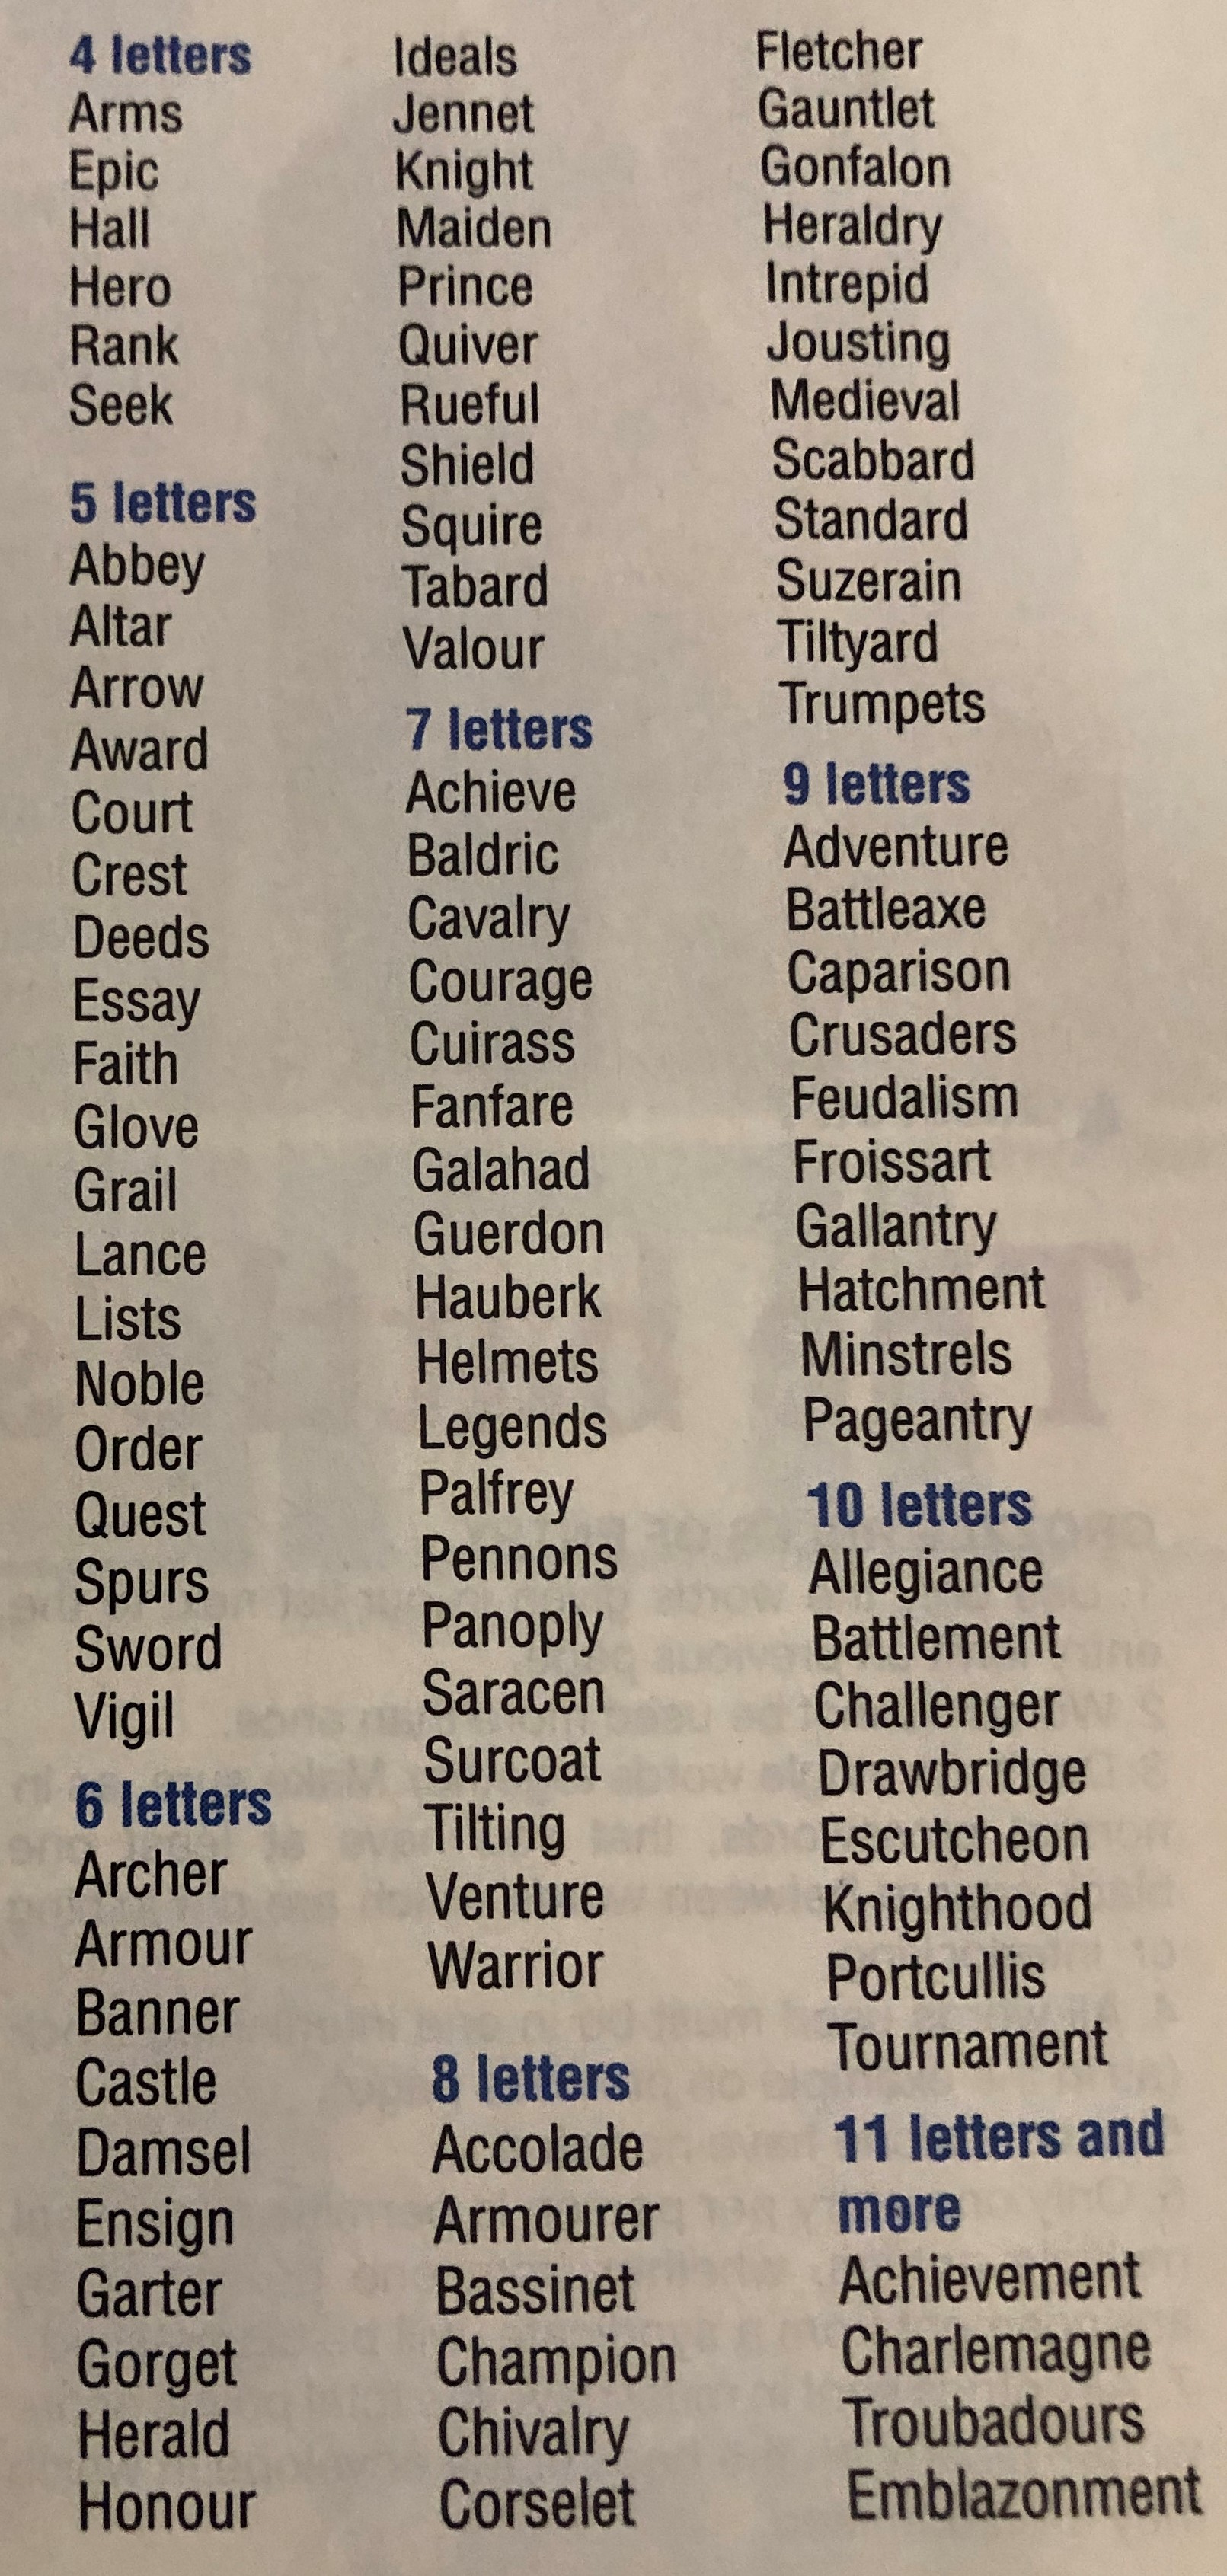 4 letters
Arms
Epic
Hall
Hero
Rank
Seek
5 letters
Abbey
Altar
Arrow
Award
Court
Crest
Deeds
Essay
Faith
Glove
Grail
Lance
Lists
Noble
Order
Quest
Spurs
Sword
Vigil
6 letters
Archer
Armour
Banner
Castle
Damsel
Ensign
Garter
Gorget
Herald
Honour
Ideals
Jennet
Knight
Maiden
Prince
Quiver
Rueful
Shield
Squire
Tabard
Valour
7 letters
Achieve
Baldric
Cavalry
Courage
Cuirass
Fanfare
Galahad
Guerdon
Hauberk
Helmets
Legends
Palfrey
Pennons
Panoply
Saracen
Surcoat
Tilting
Venture
Warrior
8 letters
Accolade
Armourer
Bassinet
Champion
Chivalry
Corselet
Fletcher
Gauntlet
Gonfalon
Heraldry
Intrepid
Jousting
Medieval
Scabbard
Standard
Suzerain
Tiltyard
Trumpets
9 letters
Adventure
Battleaxe
Caparison
Crusaders
Feudalism
Froissart
Gallantry
Hatchment
Minstrels
Pageantry
10 letters
Allegiance
Battlement
Challenger
Drawbridge
Escutcheon
Knighthood
Portcullis
Tournament
11 letters and
more
Achievement
Charlemagne
Troubadours
Emblazonment